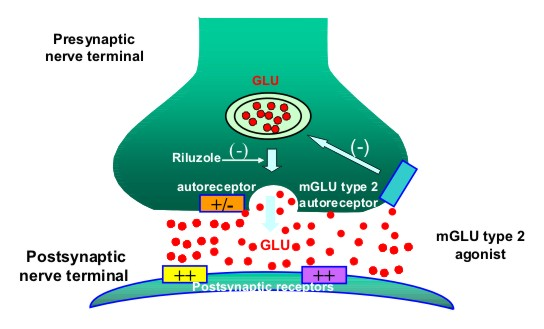 Presynaptic
nerve terminal
GLU
(-)
(-)
Riluzole
autoreceptor
mGLU type 2
autoreceptor
+/-
GLU
mGLU type 2
agonist
Postsynaptic
nerve terminal
++
++
Postsynaptic receptors